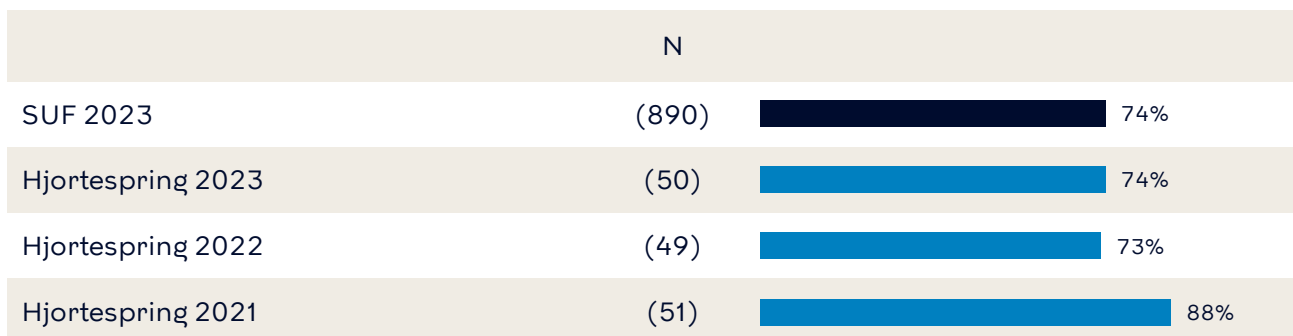 N
SUF 2023 (890) 74%
Hjortespring 2023 (50) 74%
Hjortespring 2022 (49) 73%
Hjortespring 2021 (51) 88%